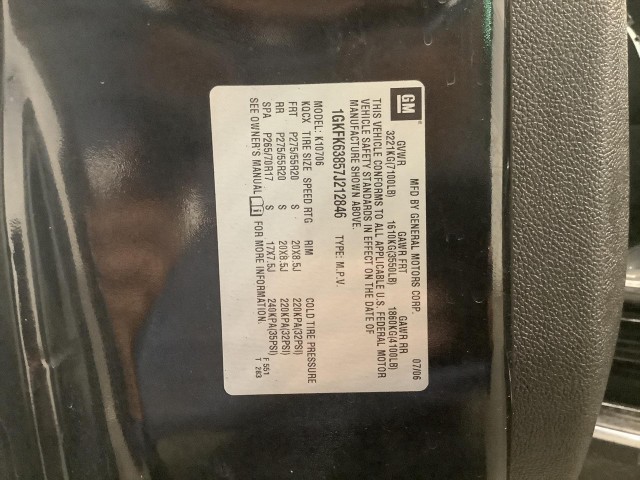 GM
MFD BY GENERAL MOTORS CORP. 07/06
GVWR GAWR FRT GAWR RR
3221KG(7100LB) 1610KG(3550LB) 1860KG(4100LB)
THIS VEHICLE CONFORMS TO ALL APPLICABLE U.S. FEDERAL MOTOR
VEHICLE SAFETY STANDARDS IN EFFECT ON THE DATE OF
MANUFACTURE SHOWN ABOVE.
1GKFK63857J212846 TYPE: M.P.V.
MODEL: K10706
KOCX TIRE SIZE SPEED RTG RIM COLD TIRE PRESSURE
FRT P275/55R20 S 20X8.5J 220KPA(32PSI)
RR P275/55R20 S 20X8.5J 220KPA(32PSI)
SPA P265/70R17 S 17X7.5J 240KPA(35PSI) F 551
SEE OWNER'S MANUAL i FOR MORE INFORMATION. T 283